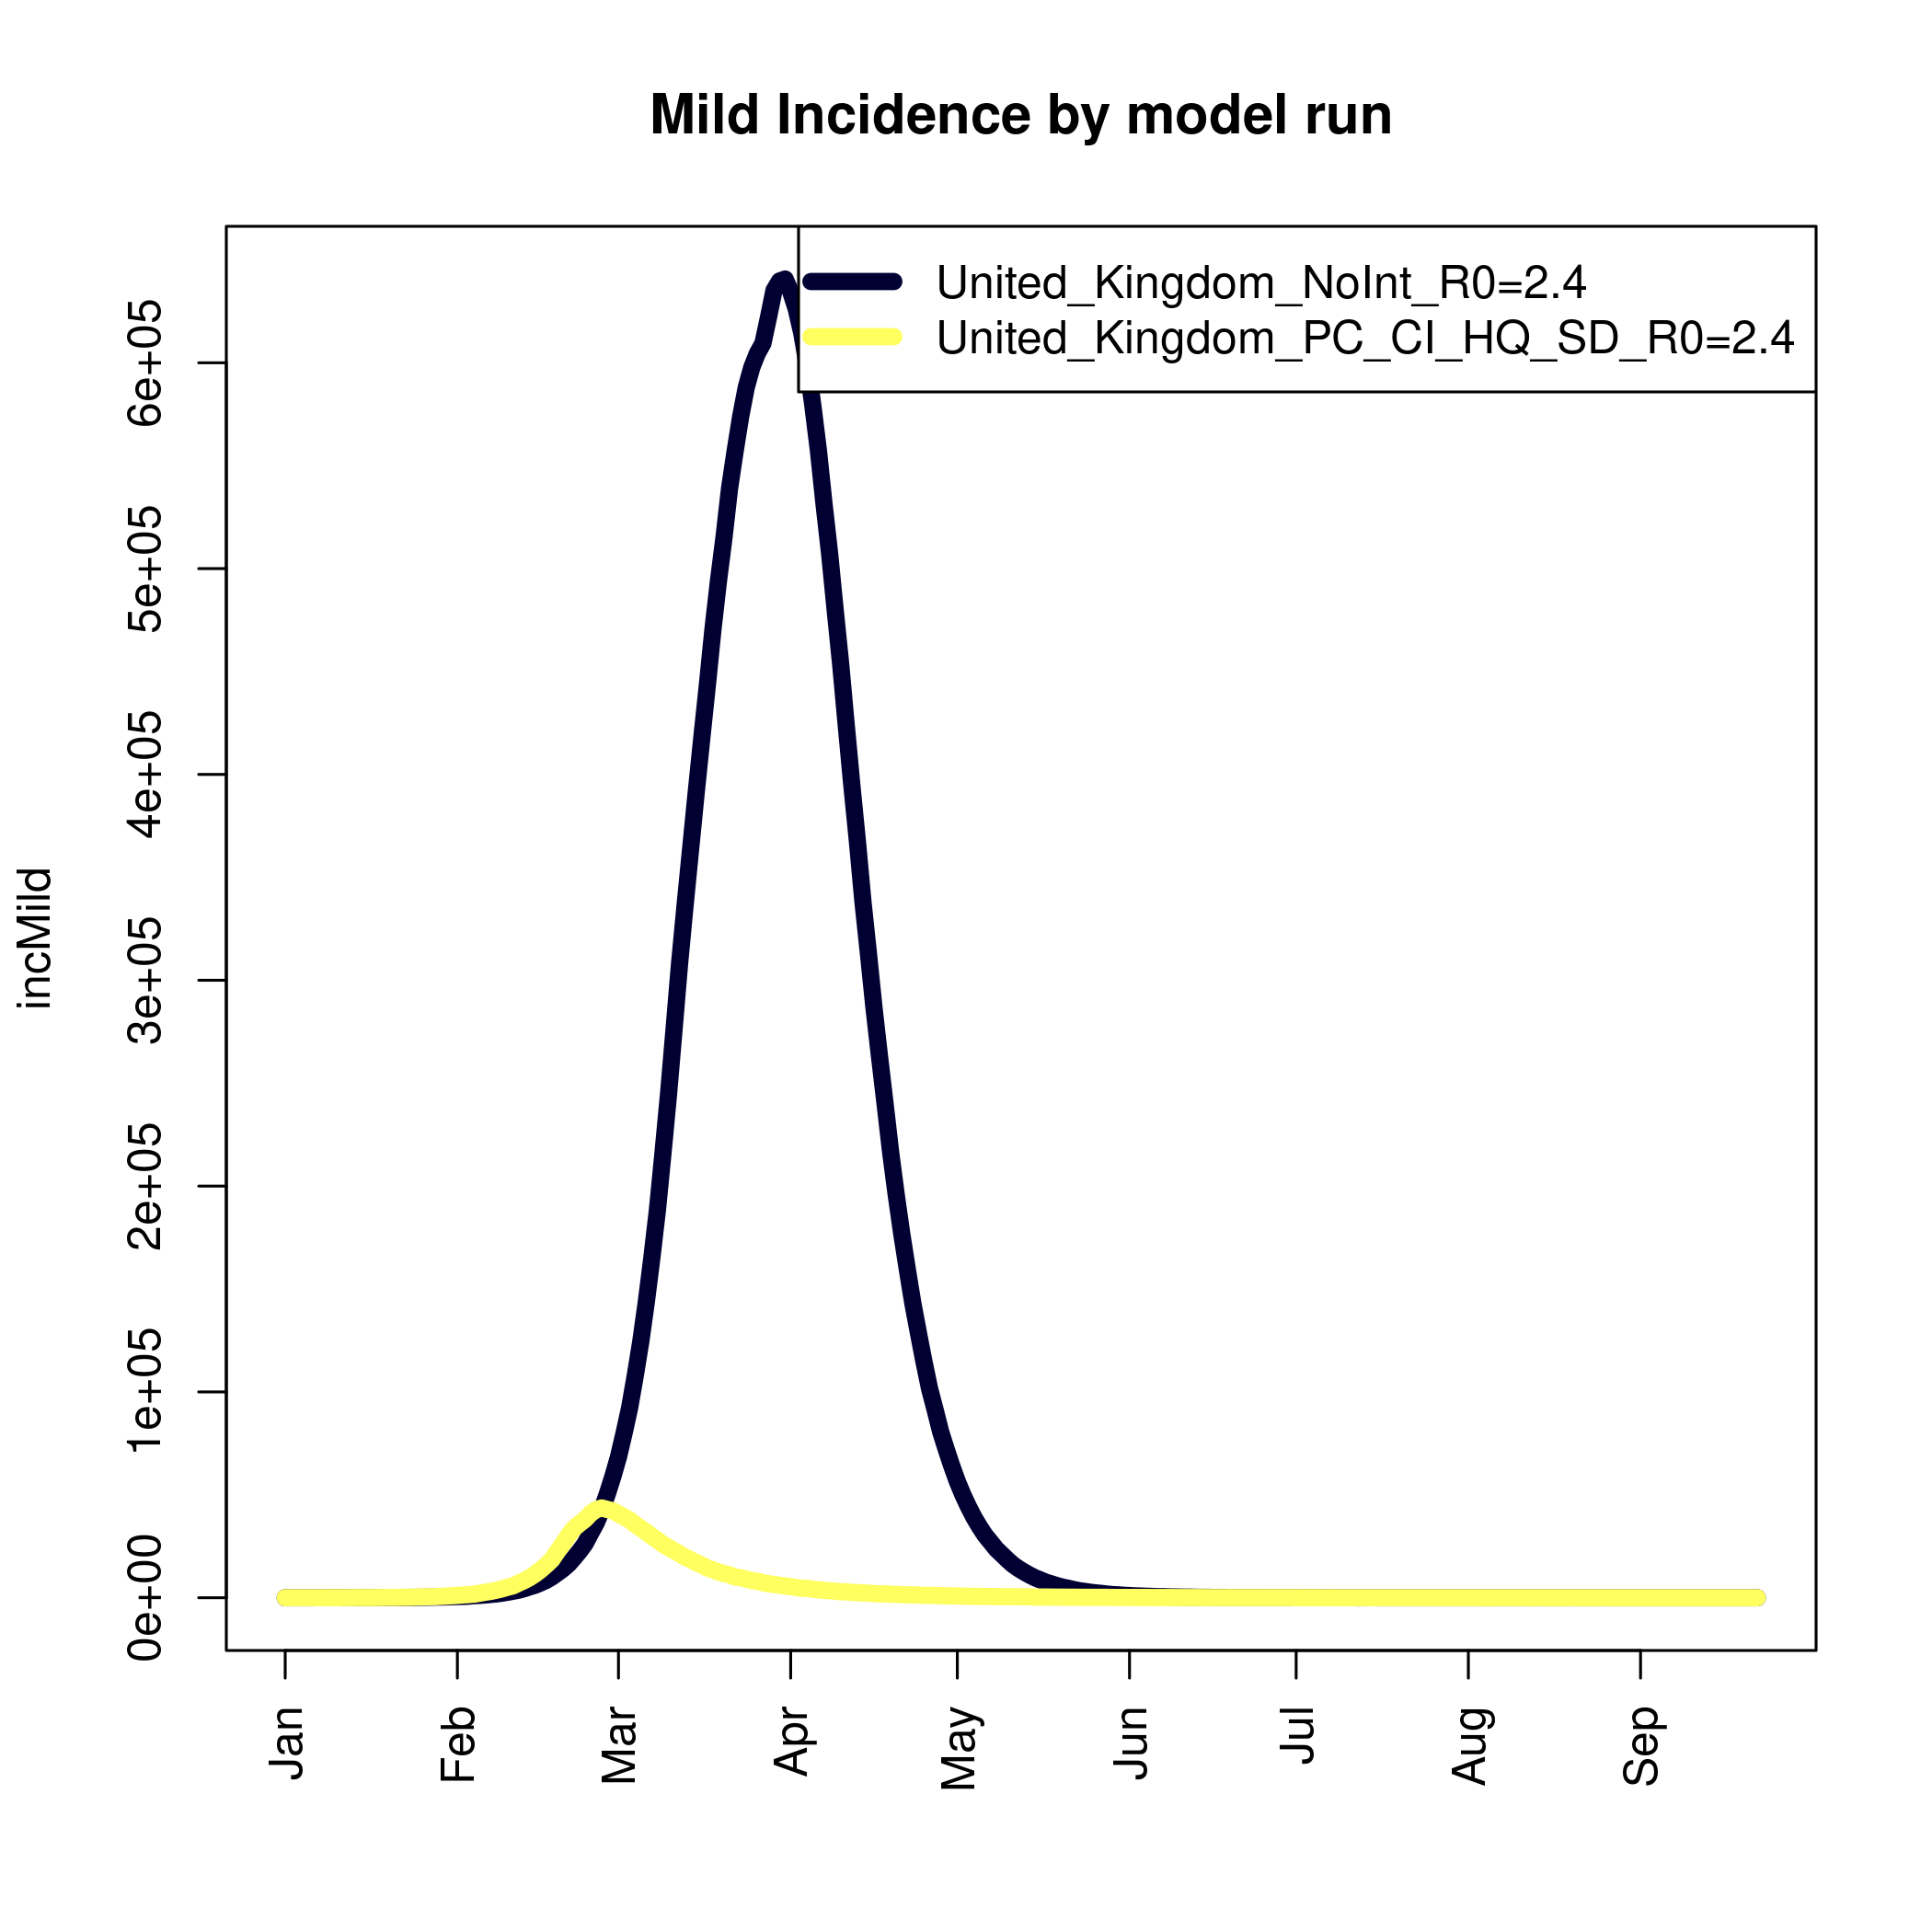 Mild Incidence by model run
United_Kingdom_NoInt_R0=2.4
United_Kingdom_PC_CI_HQ_SD_R0=2.4
incMild
6e+05
5e+05
4e+05
3e+05
2e+05
1e+05
0e+00
Jan
Feb
Mar
Apr
May
Jun
Jul
Aug
Sep